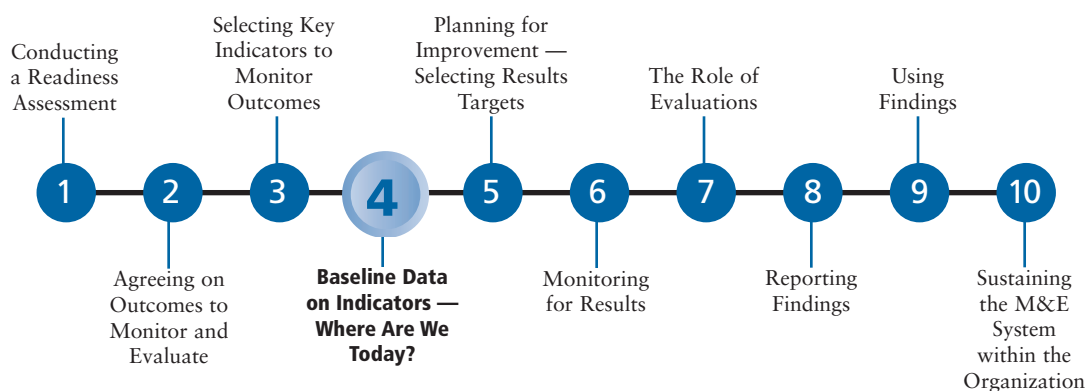 Conducting
a Readiness
Assessment
Selecting Key
Indicators to
Monitor
Outcomes
Planning for
Improvement —
Selecting Results
Targets
The Role of
Evaluations
Using
Findings
1
2
3
4
5
6
7
8
9
10
Agreeing on
Outcomes to
Monitor and
Evaluate
Baseline Data
on Indicators —
Where Are We
Today?
Monitoring
for Results
Reporting
Findings
Sustaining
the M&E
System
within the
Organization